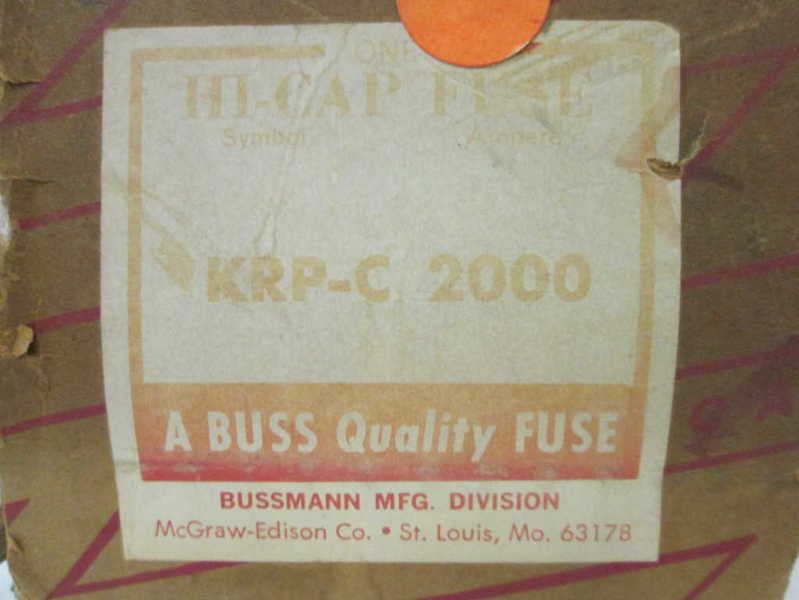 ONE
HI-CAP FUSE
Symbol Amperes
KRP-C 2000
A BUSS Quality FUSE
BUSSMANN MFG. DIVISION
McGraw-Edison Co. • St. Louis, Mo. 63178